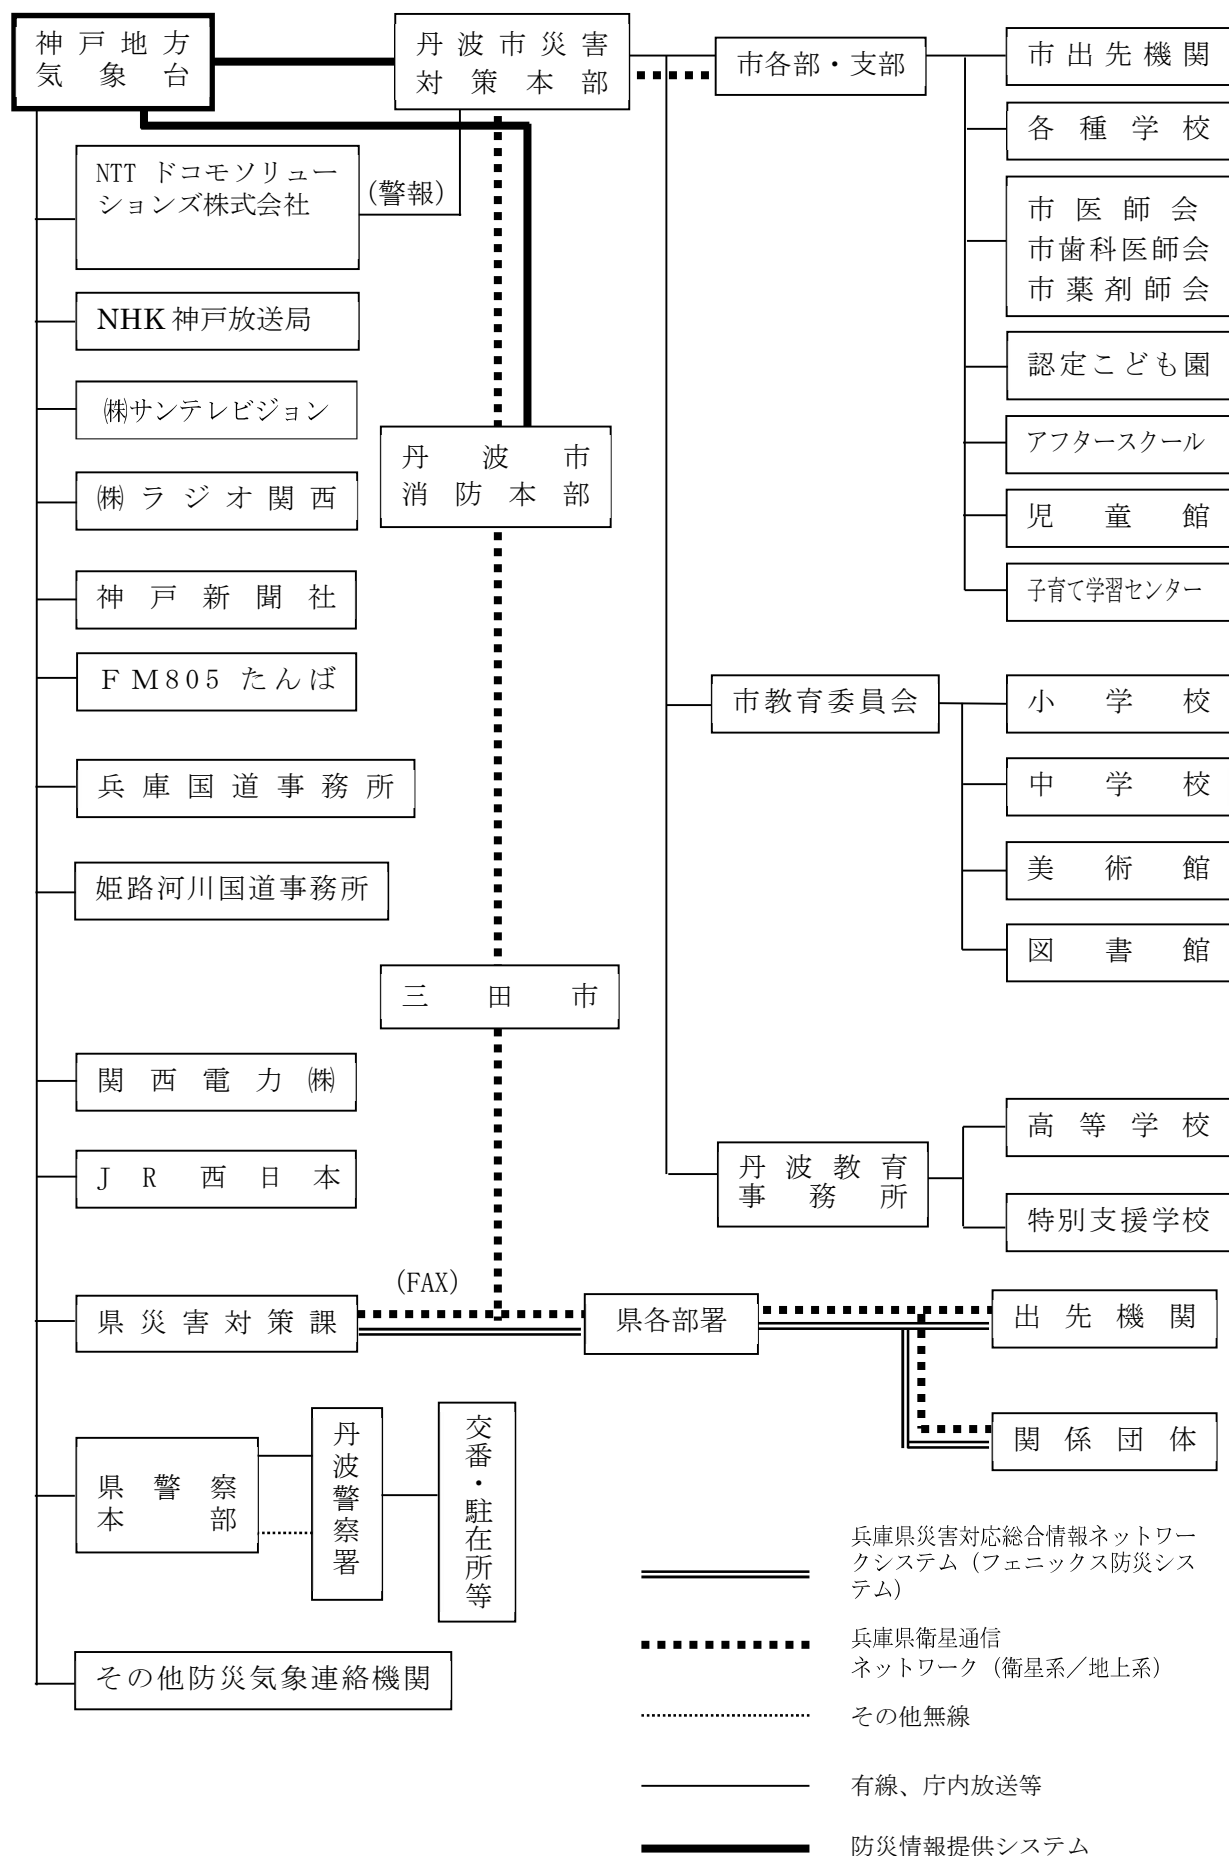 神戸地方
気象台
丹波市災害
対策本部
市各部・支部
市出先機関
各種学校
市医師会
市歯科医師会
市薬剤師会
認定こども園
アフタースクール
児童館
子育て学習センター
NTT ドコモソリュー
ションズ株式会社
(警報)
NHK 神戸放送局
㈱サンテレビジョン
㈱ラジオ関西
神戸新聞社
ＦＭ805 たんば
兵庫国道事務所
姫路河川国道事務所
丹波市
消防本部
三田市
市教育委員会
小学校
中学校
美術館
図書館
関西電力㈱
ＪＲ西日本
丹波教育
事務所
高等学校
特別支援学校
県災害対策課
(FAX)
県各部署
出先機関
関係団体
県警察
本部
丹波警察署
交番・駐在所等
その他防災気象連絡機関
兵庫県災害対応総合情報ネットワー
クシステム（フェニックス防災シス
テム）
兵庫県衛星通信
ネットワーク（衛星系／地上系）
その他無線
有線、庁内放送等
防災情報提供システム